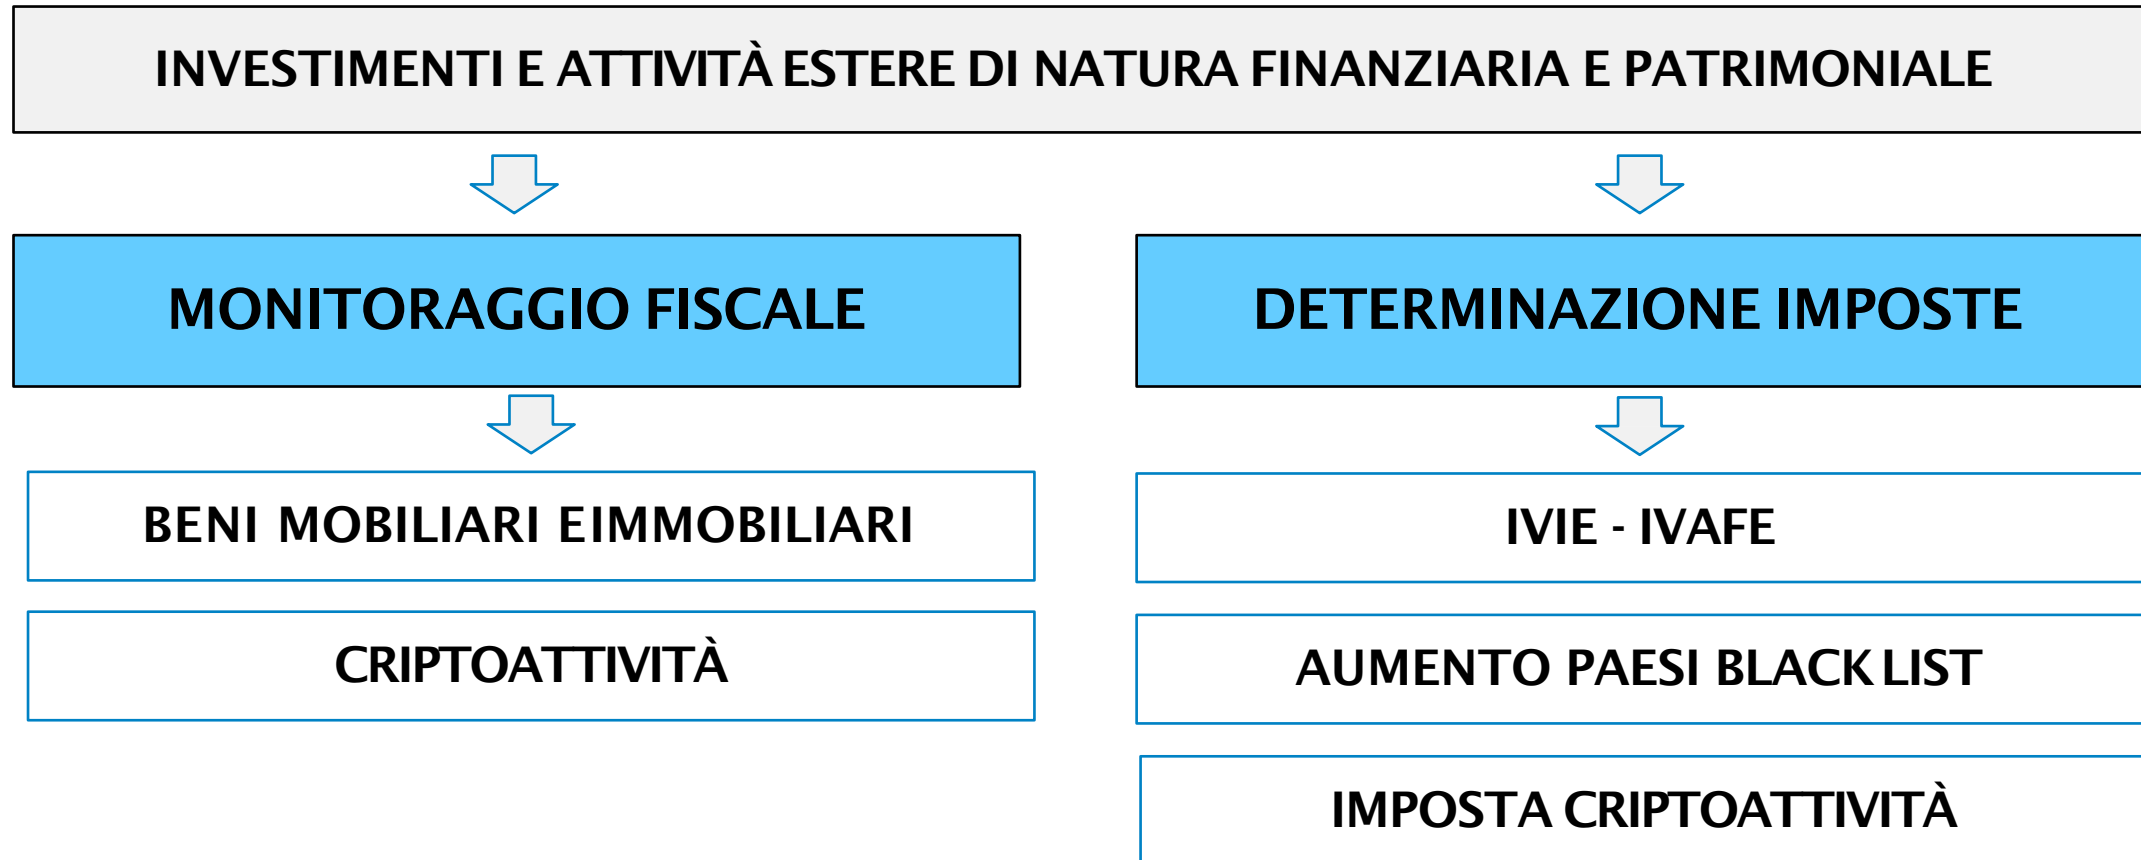 INVESTIMENTI E ATTIVITÀ ESTERE DI NATURA FINANZIARIA E PATRIMONIALE
MONITORAGGIO FISCALE
DETERMINAZIONE IMPOSTE
BENI MOBILIARI E IMMOBILIARI
IVIE - IVAFE
CRIPTOATTIVITÀ
AUMENTO PAESI BLACK LIST
IMPOSTA CRIPTOATTIVITÀ